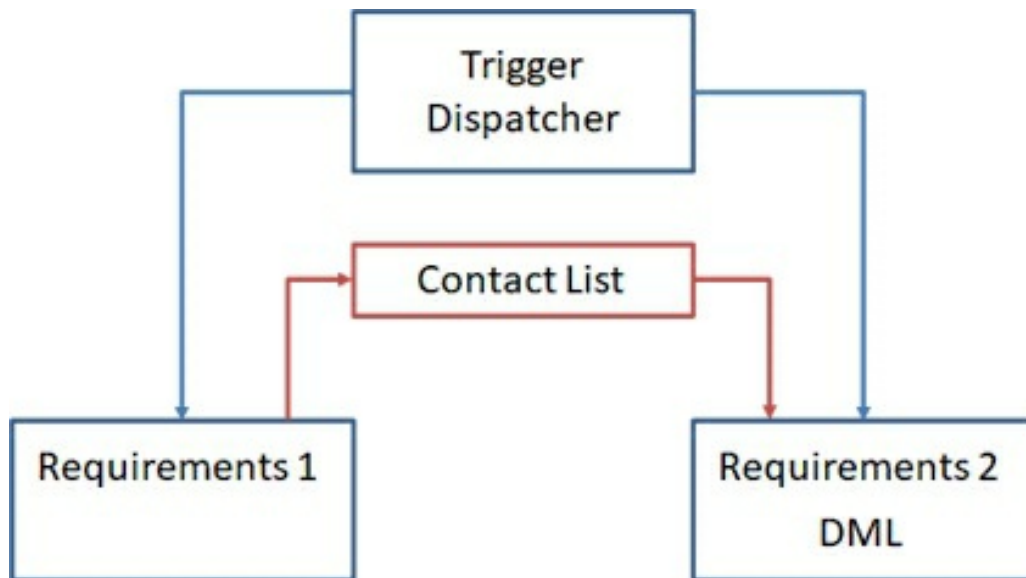 Trigger
Dispatcher
Contact List
Requirements 1
Requirements 2
DML